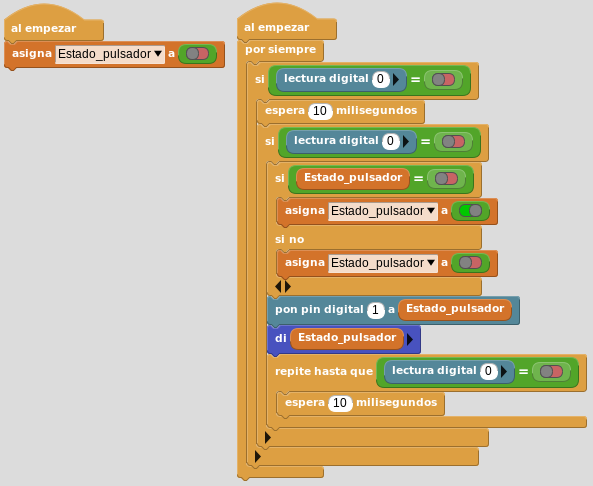 al empezar
asigna Estado_pulsador a
al empezar
por siempre
si lectura digital 0 =
espera 10 milisegundos
si lectura digital 0 =
si Estado_pulsador =
asigna Estado_pulsador a
si no
asigna Estado_pulsador a
pon pin digital 1 a Estado_pulsador
di Estado_pulsador
repite hasta que lectura digital 0 =
espera 10 milisegundos